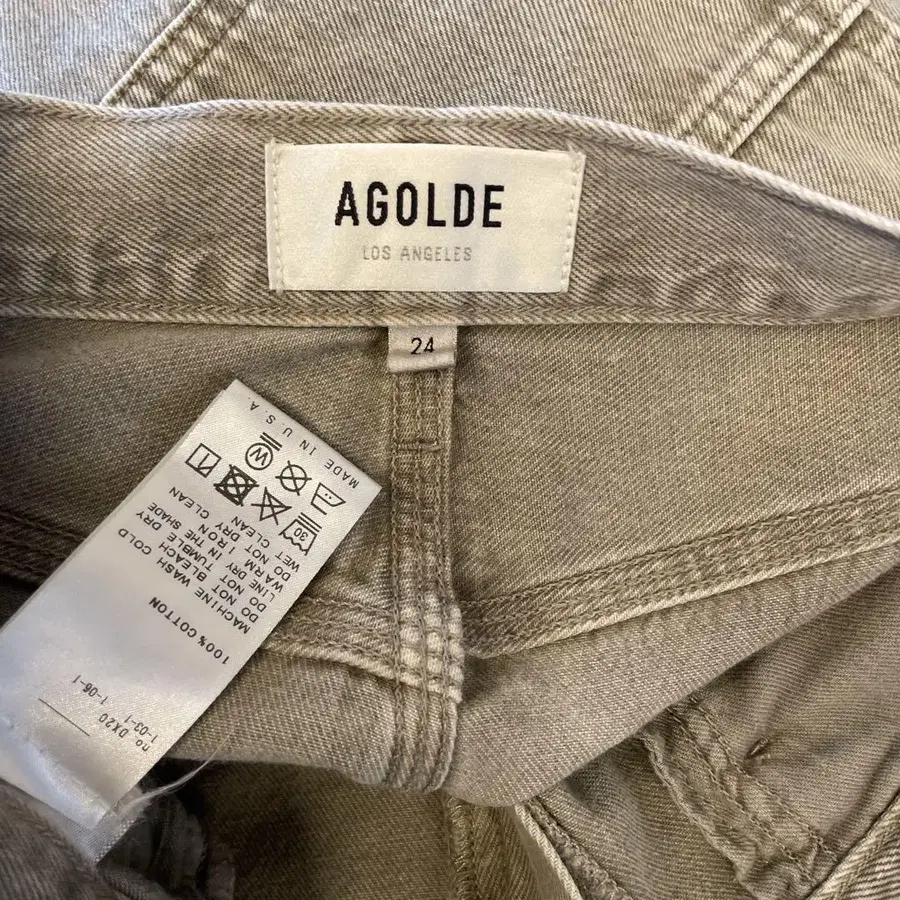 AGOLDE
LOS ANGELES
24
no. DX20
1-03-1
1-06-1
100% COTTON
MACHINE WASH COLD
DO NOT BLEACH
DO NOT TUMBLE DRY
LINE DRY IN THE SHADE
WARM IRON
DO NOT DRY CLEAN
WET CLEAN
30
W
MADE IN U.S.A.